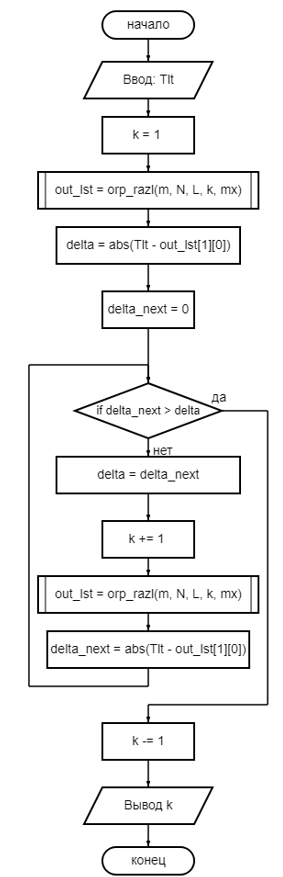 начало
Ввод: Tlt
k = 1
out_lst = orp_razl(m, N, L, k, mx)
delta = abs(Tlt - out_lst[1][0])
delta_next = 0
if delta_next > delta
да
нет
delta = delta_next
k += 1
out_lst = orp_razl(m, N, L, k, mx)
delta_next = abs(Tlt - out_lst[1][0])
k -= 1
Вывод k
конец